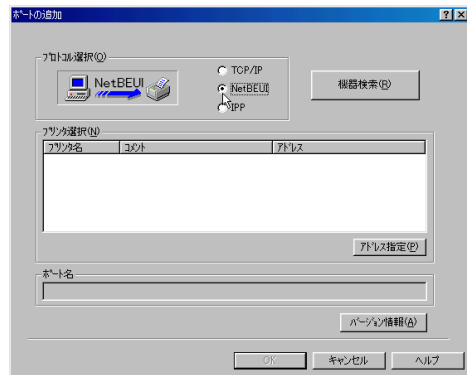 ﾎﾟｰﾄの追加
ﾌﾟﾛﾄｺﾙ選択(O)
NetBEUI
TCP/IP
NetBEUI
IPP
機器検索(R)
ﾌﾟﾘﾝﾀ選択(N)
ﾌﾟﾘﾝﾀ名 ｺﾒﾝﾄ ｱﾄﾞﾚｽ
ｱﾄﾞﾚｽ指定(P)
ﾎﾟｰﾄ名
ﾊﾞｰｼﾞｮﾝ情報(A)
OK ｷｬﾝｾﾙ ﾍﾙﾌﾟ